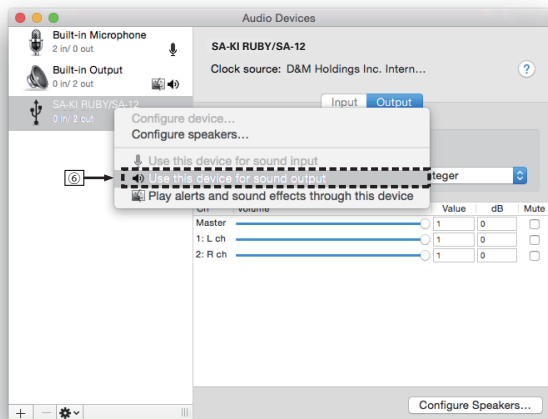 Audio Devices
Built-in Microphone
2 in/ 0 out
Built-in Output
0 in/ 2 out
SA-KI RUBY/SA-12
0 in/ 2 out
SA-KI RUBY/SA-12
Clock source: D&M Holdings Inc. Intern...
?
Input Output
Configure device...
Configure speakers...
Use this device for sound input
⑥ Use this device for sound output
teger
Play alerts and sound effects through this device
Ch Volume Value dB Mute
Master 1 0
1: L ch 1 0
2: R ch 1 0
Configure Speakers...